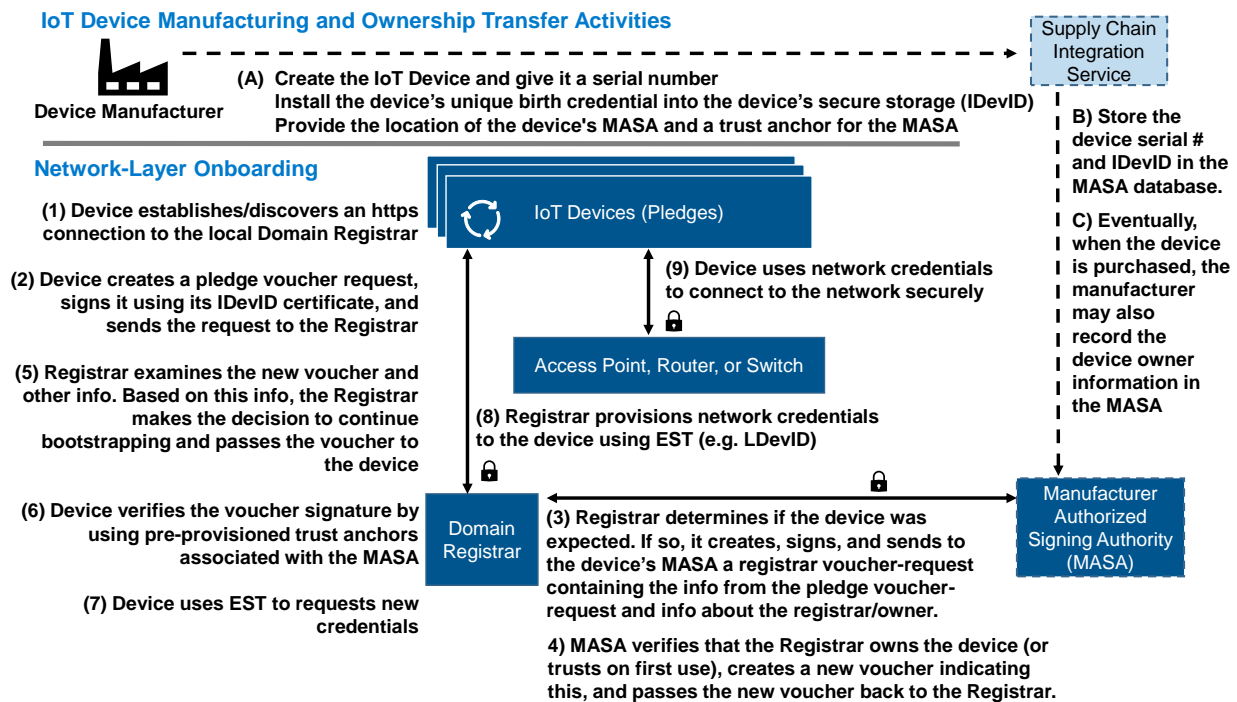 IoT Device Manufacturing and Ownership Transfer Activities
Device Manufacturer
(A) Create the IoT Device and give it a serial number
Install the device’s unique birth credential into the device’s secure storage (IDevID)
Provide the location of the device's MASA and a trust anchor for the MASA
Supply Chain
Integration
Service
B) Store the
device serial #
and IDevID in the
MASA database.
C) Eventually,
when the device
is purchased, the
manufacturer
may also
record the
device owner
information in
the MASA
Network-Layer Onboarding
(1) Device establishes/discovers an https
connection to the local Domain Registrar
(2) Device creates a pledge voucher request,
signs it using its IDevID certificate, and
sends the request to the Registrar
(5) Registrar examines the new voucher and
other info. Based on this info, the Registrar
makes the decision to continue
bootstrapping and passes the voucher to
the device
(6) Device verifies the voucher signature by
using pre-provisioned trust anchors
associated with the MASA
(7) Device uses EST to requests new
credentials
IoT Devices (Pledges)
(9) Device uses network credentials
to connect to the network securely
Access Point, Router, or Switch
(8) Registrar provisions network credentials
to the device using EST (e.g. LDevID)
Domain
Registrar
(3) Registrar determines if the device was
expected. If so, it creates, signs, and sends to
the device’s MASA a registrar voucher-request
containing the info from the pledge voucher-
request and info about the registrar/owner.
4) MASA verifies that the Registrar owns the device (or
trusts on first use), creates a new voucher indicating
this, and passes the new voucher back to the Registrar.
Manufacturer
Authorized
Signing Authority
(MASA)